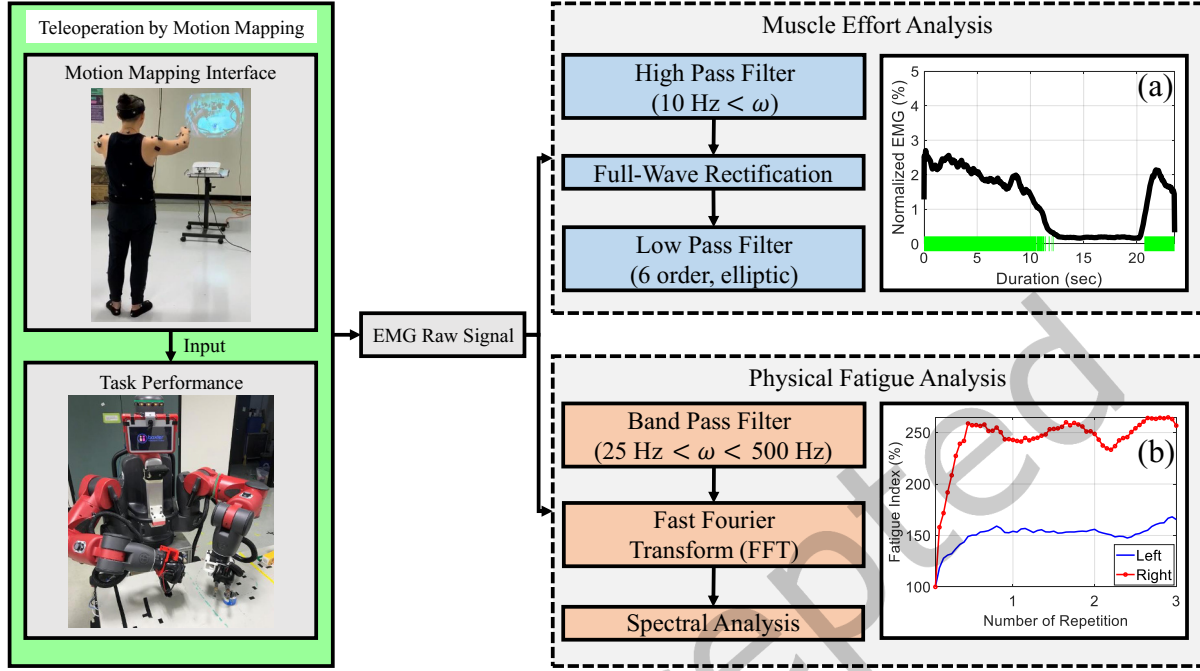 Teleoperation by Motion Mapping
Motion Mapping Interface
Input
Task Performance
EMG Raw Signal
Muscle Effort Analysis
High Pass Filter
(10 Hz < ω)
Full-Wave Rectification
Low Pass Filter
(6 order, elliptic)
(a)
Normalized EMG (%)
5
4
3
2
1
0
0 5 10 15 20
Duration (sec)
Physical Fatigue Analysis
Band Pass Filter
(25 Hz < ω < 500 Hz)
Fast Fourier
Transform (FFT)
Spectral Analysis
(b)
Fatigue Index (%)
250
200
150
100
Left
Right
1 2 3
Number of Repetition
epted